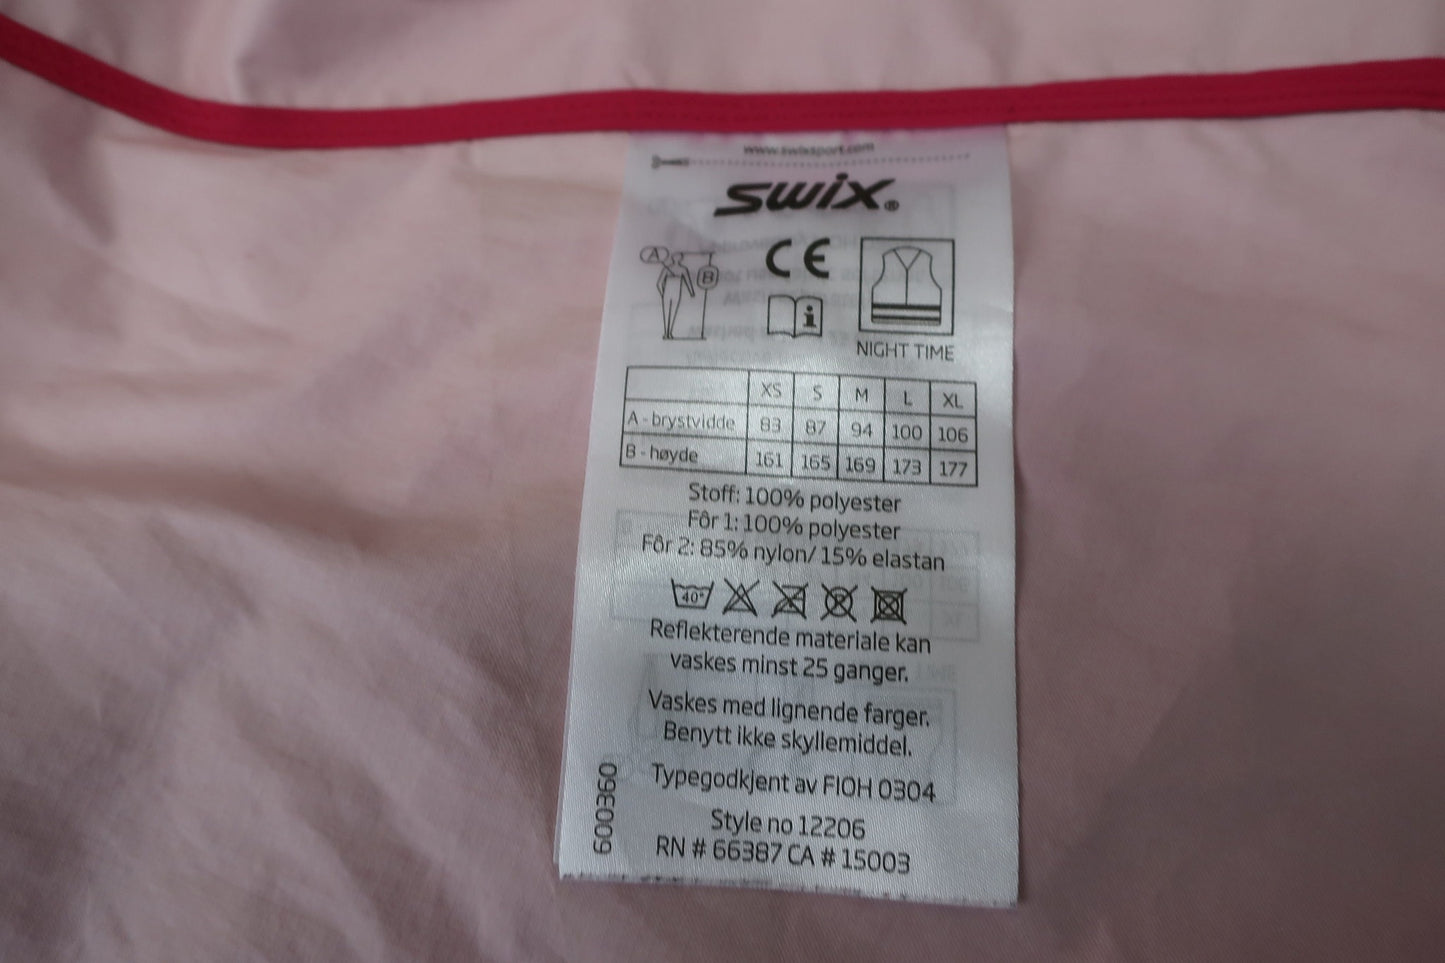 www.swixsport.com
swix®
A
B
CE
i
NIGHT TIME
XS S M L XL
A - brystvidde 83 87 94 100 106
B - høyde 161 165 169 173 177
Stoff: 100% polyester
Fôr 1: 100% polyester
Fôr 2: 85% nylon/ 15% elastan
40°
Reflekterende materiale kan
vaskes minst 25 ganger.
Vaskes med lignende farger.
Benytt ikke skyllemiddel.
Typegodkjent av FIOH 0304
Style no 12206
RN # 66387 CA # 15003
600360